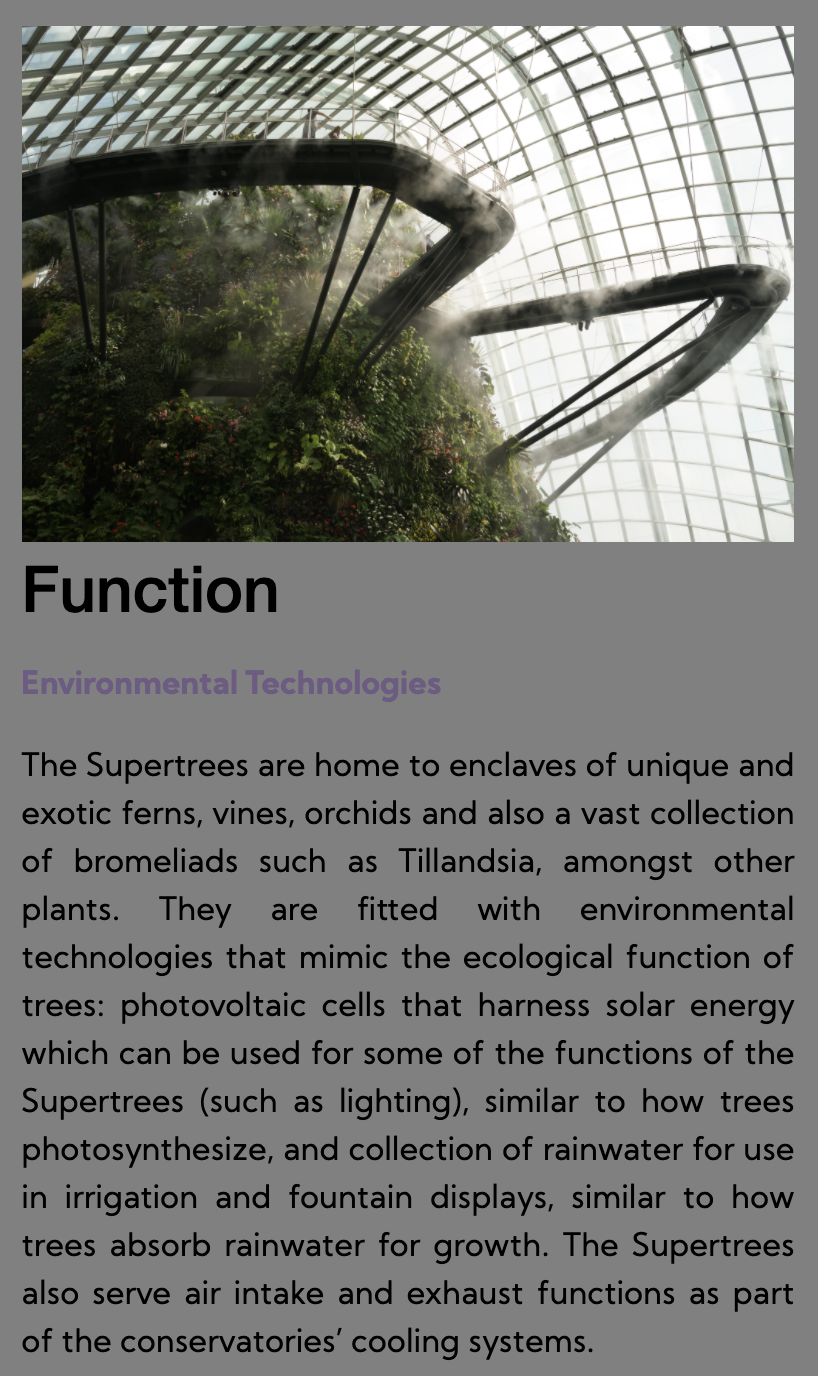 Function
Environmental Technologies
The Supertrees are home to enclaves of unique and
exotic ferns, vines, orchids and also a vast collection
of bromeliads such as Tillandsia, amongst other
plants. They are fitted with environmental
technologies that mimic the ecological function of
trees: photovoltaic cells that harness solar energy
which can be used for some of the functions of the
Supertrees (such as lighting), similar to how trees
photosynthesize, and collection of rainwater for use
in irrigation and fountain displays, similar to how
trees absorb rainwater for growth. The Supertrees
also serve air intake and exhaust functions as part
of the conservatories’ cooling systems.